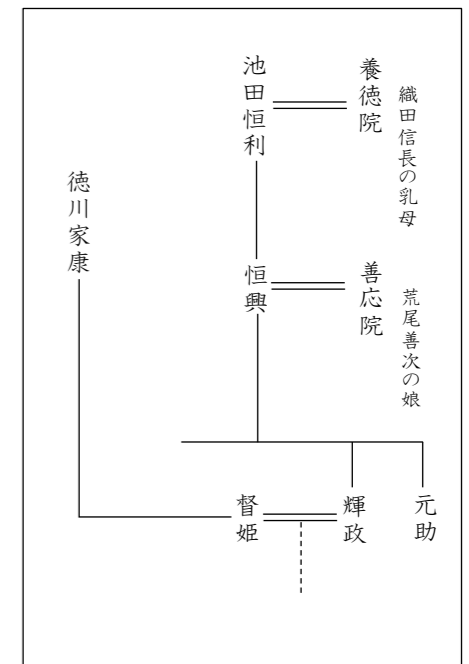 織田信長の乳母
養徳院
池田恒利
徳川家康
荒尾善次の娘
善応院
恒興
元助
輝政
督姫